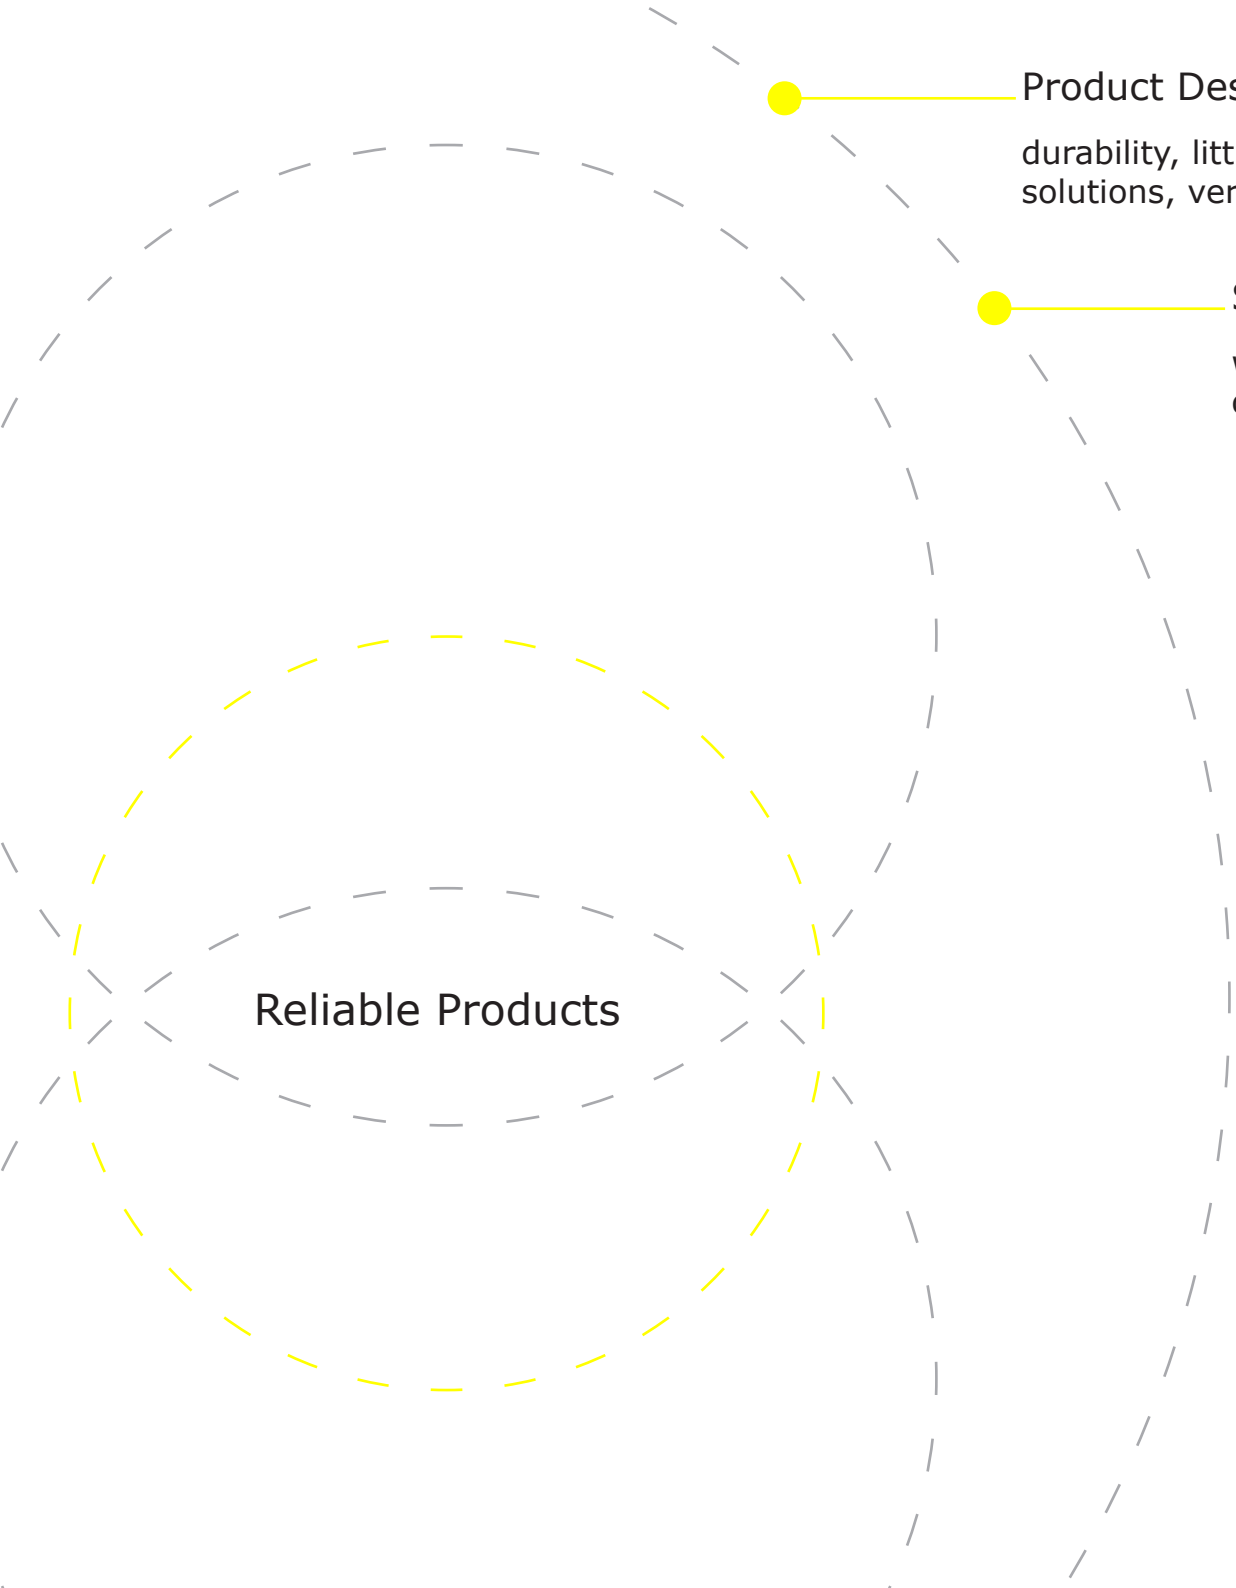 Product Des
durability, litt
solutions, ver
Reliable Products